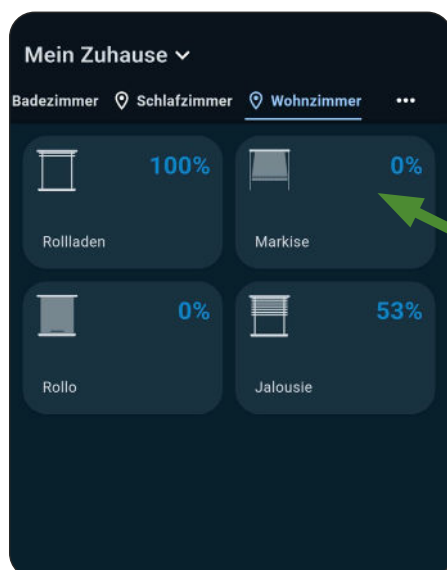 Mein Zuhause
Badezimmer Schlafzimmer Wohnzimmer ...
100% 0%
Rollladen Markise
0% 53%
Rollo Jalousie